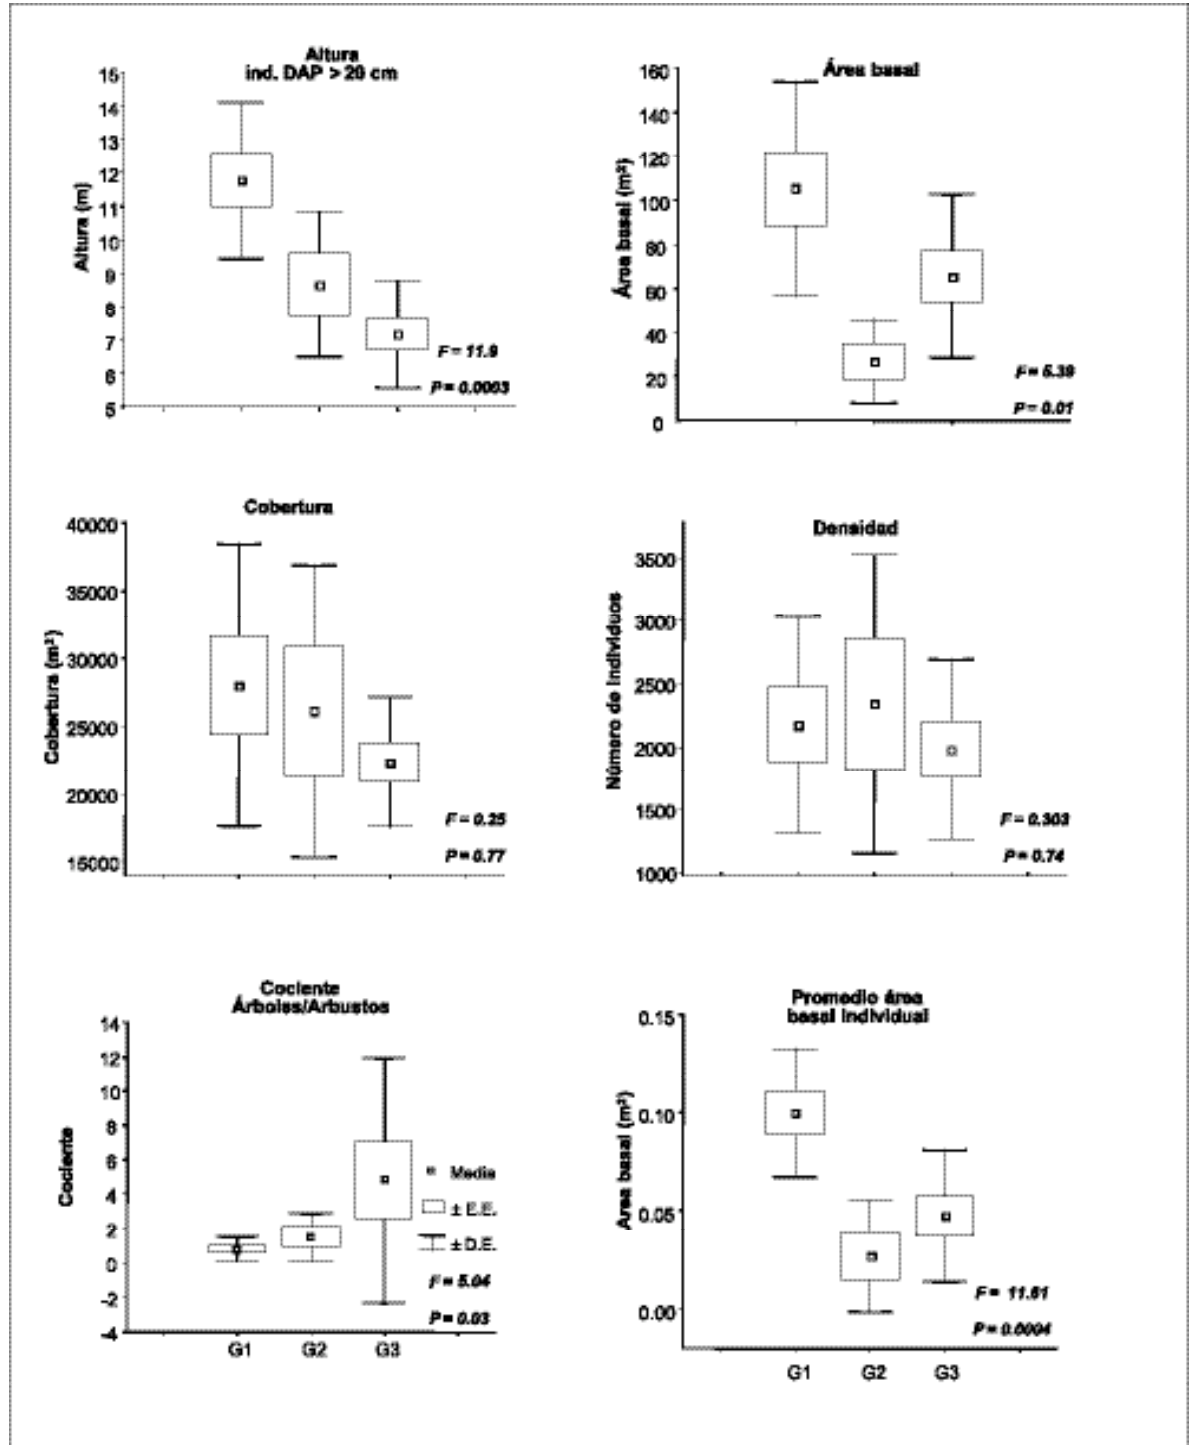 Altura
ind. DAP > 20 cm
15
14
13
12
11
10
9
8
7
6
5
Altura (m)
F = 11.9
P = 0.0003
Área basal
160
140
120
100
80
60
40
20
0
Área basal (m²)
F = 5.39
P = 0.01
Cobertura
40000
35000
30000
25000
20000
15000
Cobertura (m²)
F = 0.25
P = 0.77
Densidad
3500
3000
2500
2000
1500
1000
Número de individuos
F = 0.303
P = 0.74
Cociente
Árboles/Arbustos
14
12
10
8
6
4
2
0
-2
-4
Cociente
Media
± E.E.
± D.E.
F = 5.04
P = 0.03
G1 G2 G3
Promedio área
basal individual
0.15
0.10
0.05
0.00
Area basal (m²)
F = 11.61
P = 0.0004
G1 G2 G3